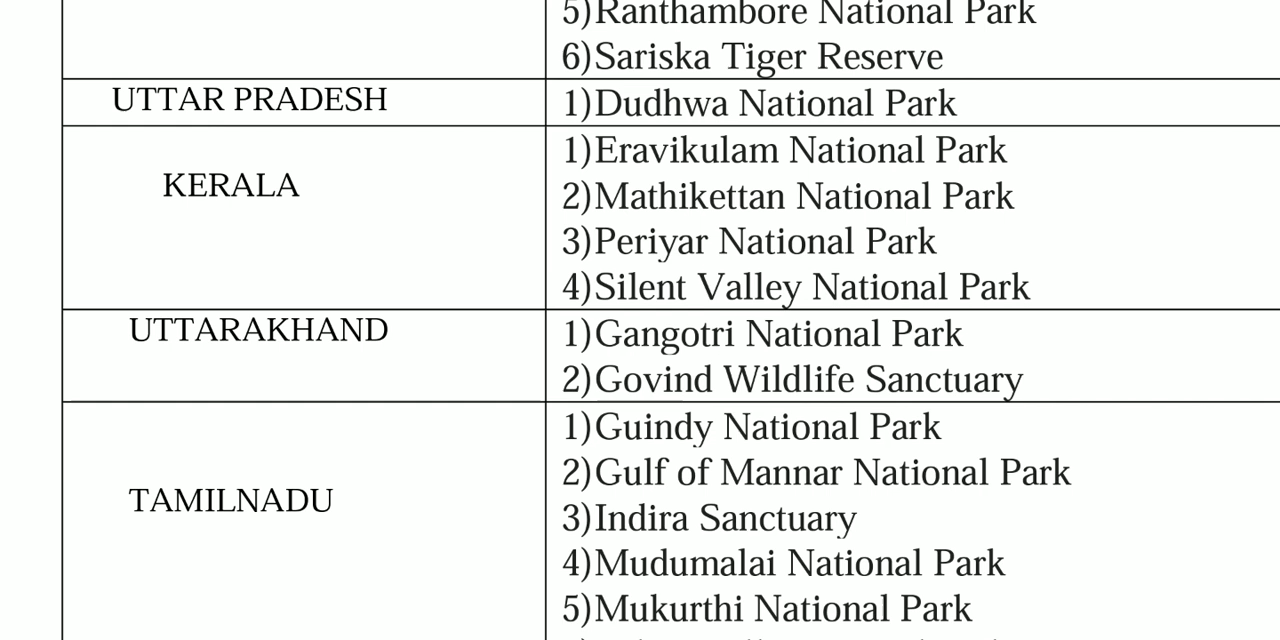 5)Ranthambore National Park
6)Sariska Tiger Reserve
UTTAR PRADESH
1)Dudhwa National Park
KERALA
1)Eravikulam National Park
2)Mathikettan National Park
3)Periyar National Park
4)Silent Valley National Park
UTTARAKHAND
1)Gangotri National Park
2)Govind Wildlife Sanctuary
TAMILNADU
1)Guindy National Park
2)Gulf of Mannar National Park
3)Indira Sanctuary
4)Mudumalai National Park
5)Mukurthi National Park